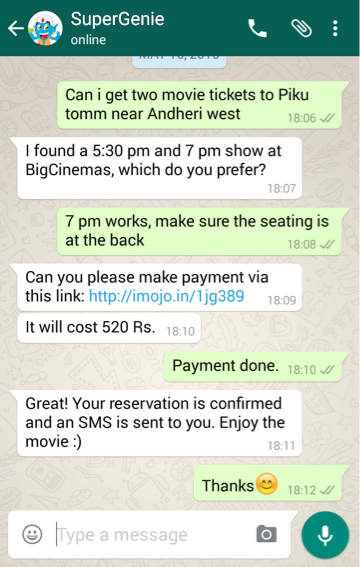 SuperGenie
online
MAY 10, 2015
Can i get two movie tickets to Piku
tomm near Andheri west
18:06
I found a 5:30 pm and 7 pm show at
BigCinemas, which do you prefer?
18:07
7 pm works, make sure the seating is
at the back
18:08
Can you please make payment via
this link: http://imojo.in/1jg389
18:09
It will cost 520 Rs.
18:10
Payment done.
18:10
Great! Your reservation is confirmed
and an SMS is sent to you. Enjoy the
movie :)
18:11
Thanks😊
18:12
Type a message